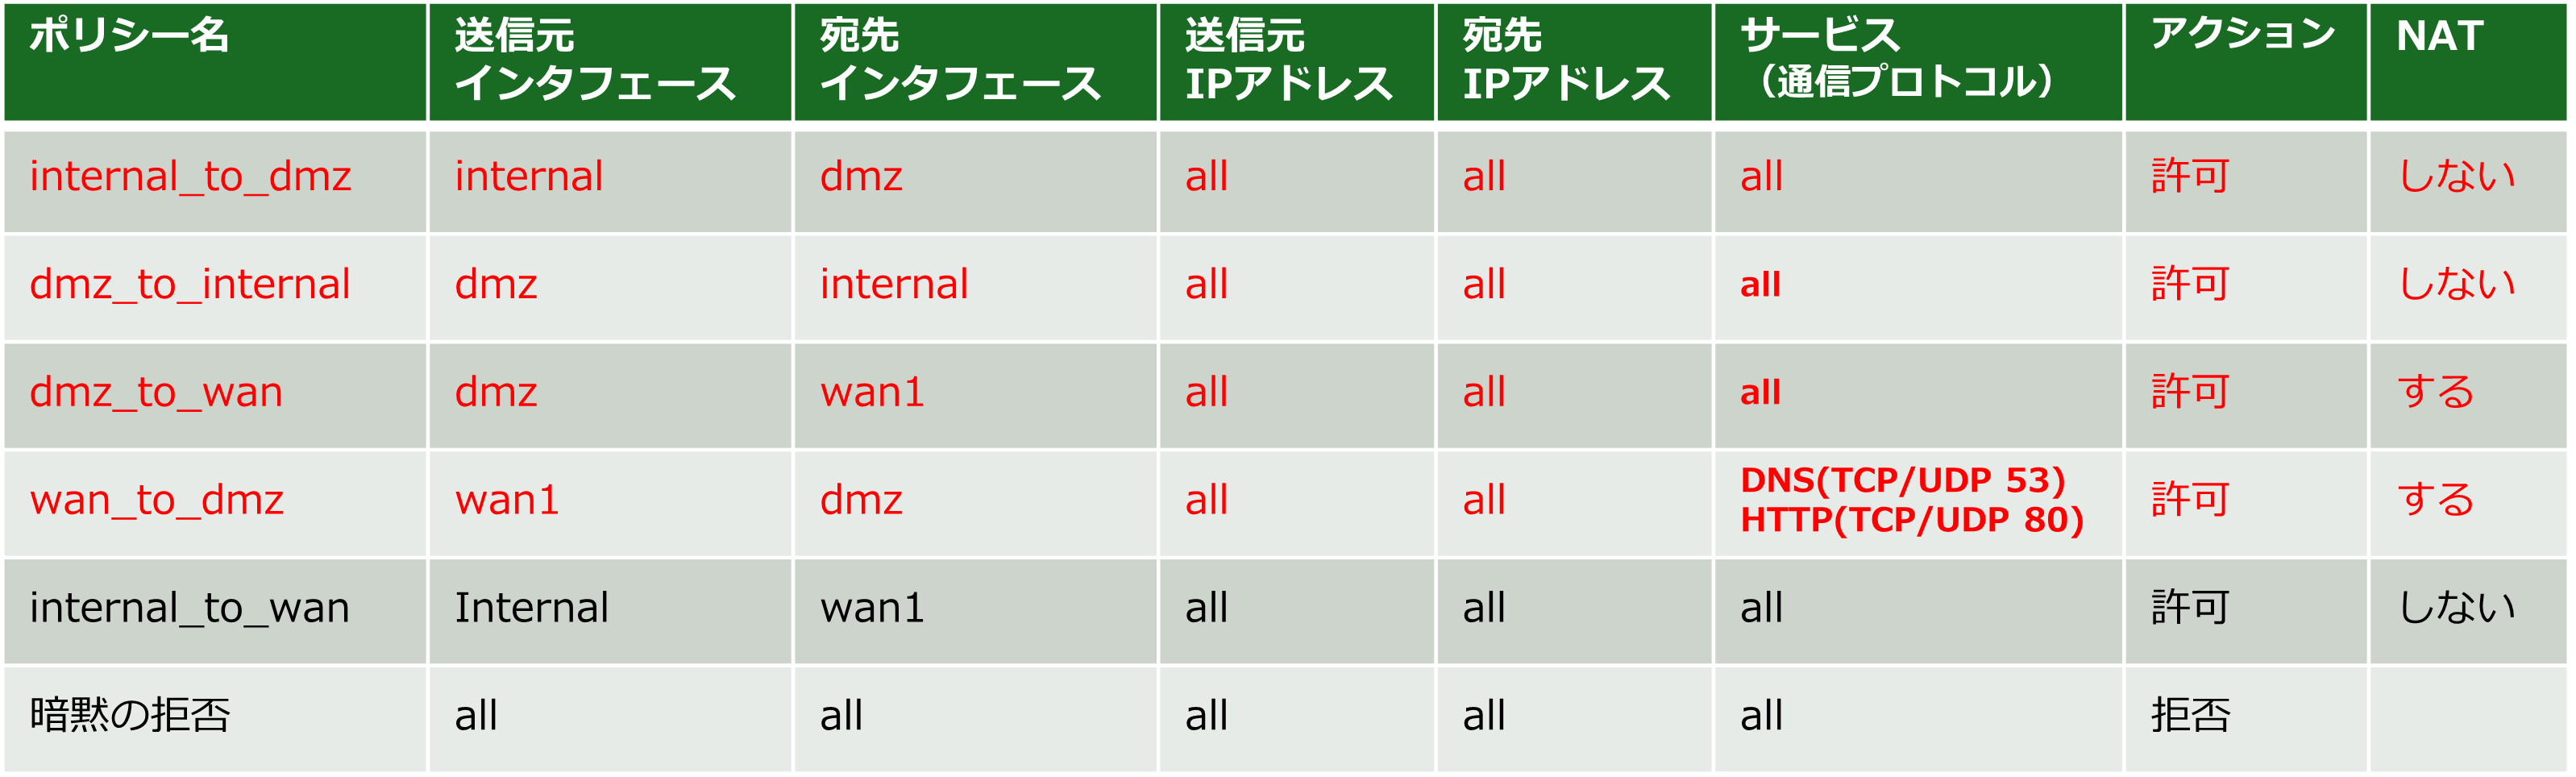 ポリシー名 送信元 宛先 送信元 宛先 サービス アクション NAT
インタフェース インタフェース IPアドレス IPアドレス （通信プロトコル）
internal_to_dmz internal dmz all all all 許可 しない
dmz_to_internal dmz internal all all all 許可 しない
dmz_to_wan dmz wan1 all all all 許可 する
wan_to_dmz wan1 dmz all all DNS(TCP/UDP 53) 許可 する
HTTP(TCP/UDP 80)
internal_to_wan Internal wan1 all all all 許可 しない
暗黙の拒否 all all all all all 拒否